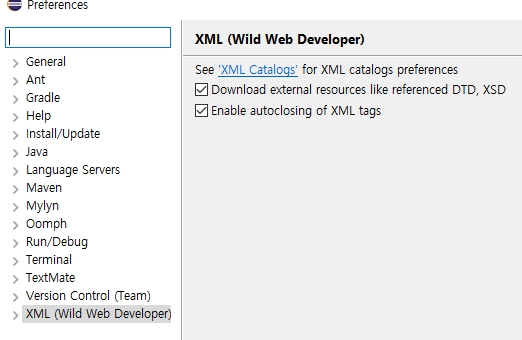 Preferences
General
Ant
Gradle
Help
Install/Update
Java
Language Servers
Maven
Mylyn
Oomph
Run/Debug
Terminal
TextMate
Version Control (Team)
XML (Wild Web Developer)
XML (Wild Web Developer)
See 'XML Catalogs' for XML catalogs preferences
Download external resources like referenced DTD, XSD
Enable autoclosing of XML tags